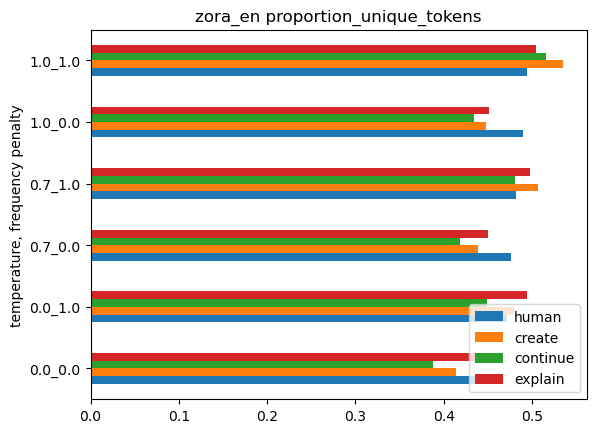 zora_en proportion_unique_tokens
temperature, frequency penalty
1.0_1.0
1.0_0.0
0.7_1.0
0.7_0.0
0.0_1.0
0.0_0.0
human
create
continue
explain
0.0
0.1
0.2
0.3
0.4
0.5